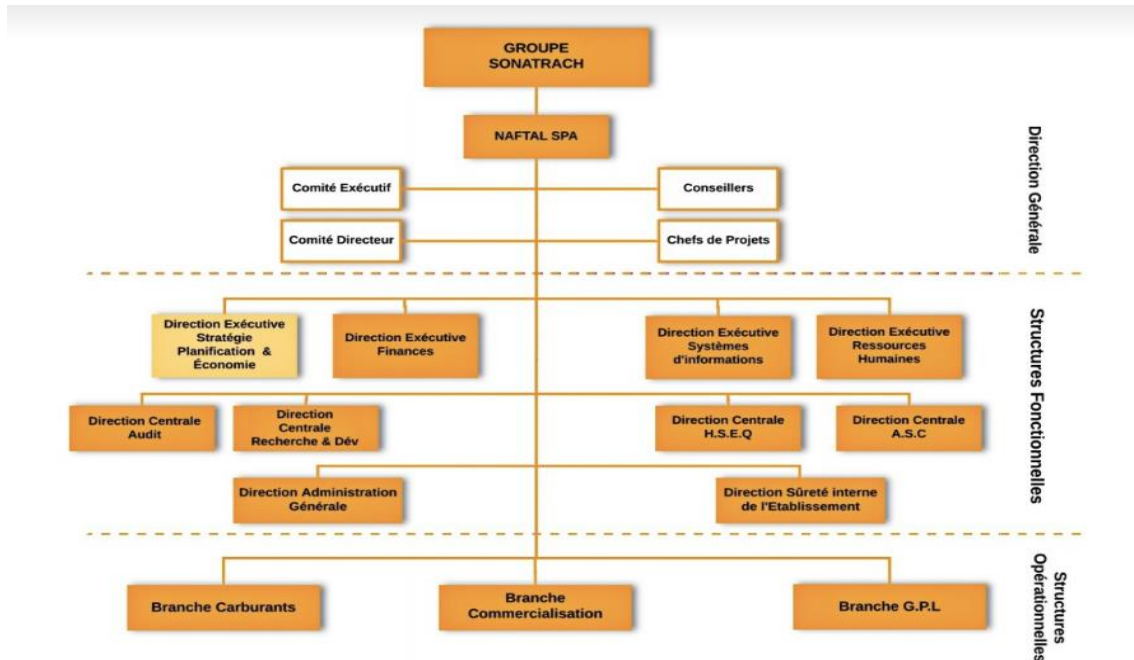 GROUPE
SONATRACH
NAFTAL SPA
Comité Exécutif
Conseillers
Comité Directeur
Chefs de Projets
Direction Générale
Direction Exécutive
Stratégie
Planification &
Économie
Direction Exécutive
Finances
Direction Exécutive
Systèmes
d'informations
Direction Exécutive
Ressources
Humaines
Direction Centrale
Audit
Direction
Centrale
Recherche & Dév
Direction Centrale
H.S.E.Q
Direction Centrale
A.S.C
Direction Administration
Générale
Direction Sûreté interne
de l'Etablissement
Structures Fonctionnelles
Branche Carburants
Branche
Commercialisation
Branche G.P.L
Structures
Opérationnelles